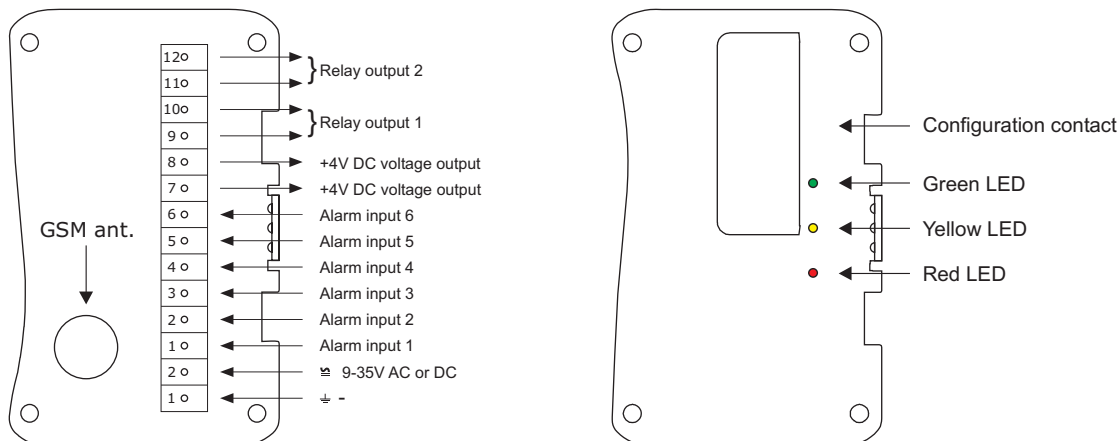 12 Relay output 2
11
10 Relay output 1
9
8 +4V DC voltage output
7 +4V DC voltage output
6 Alarm input 6
5 Alarm input 5
4 Alarm input 4
3 Alarm input 3
2 Alarm input 2
1 Alarm input 1
2 ≅ 9-35V AC or DC
1 ⏚ -
GSM ant.
Configuration contact
Green LED
Yellow LED
Red LED